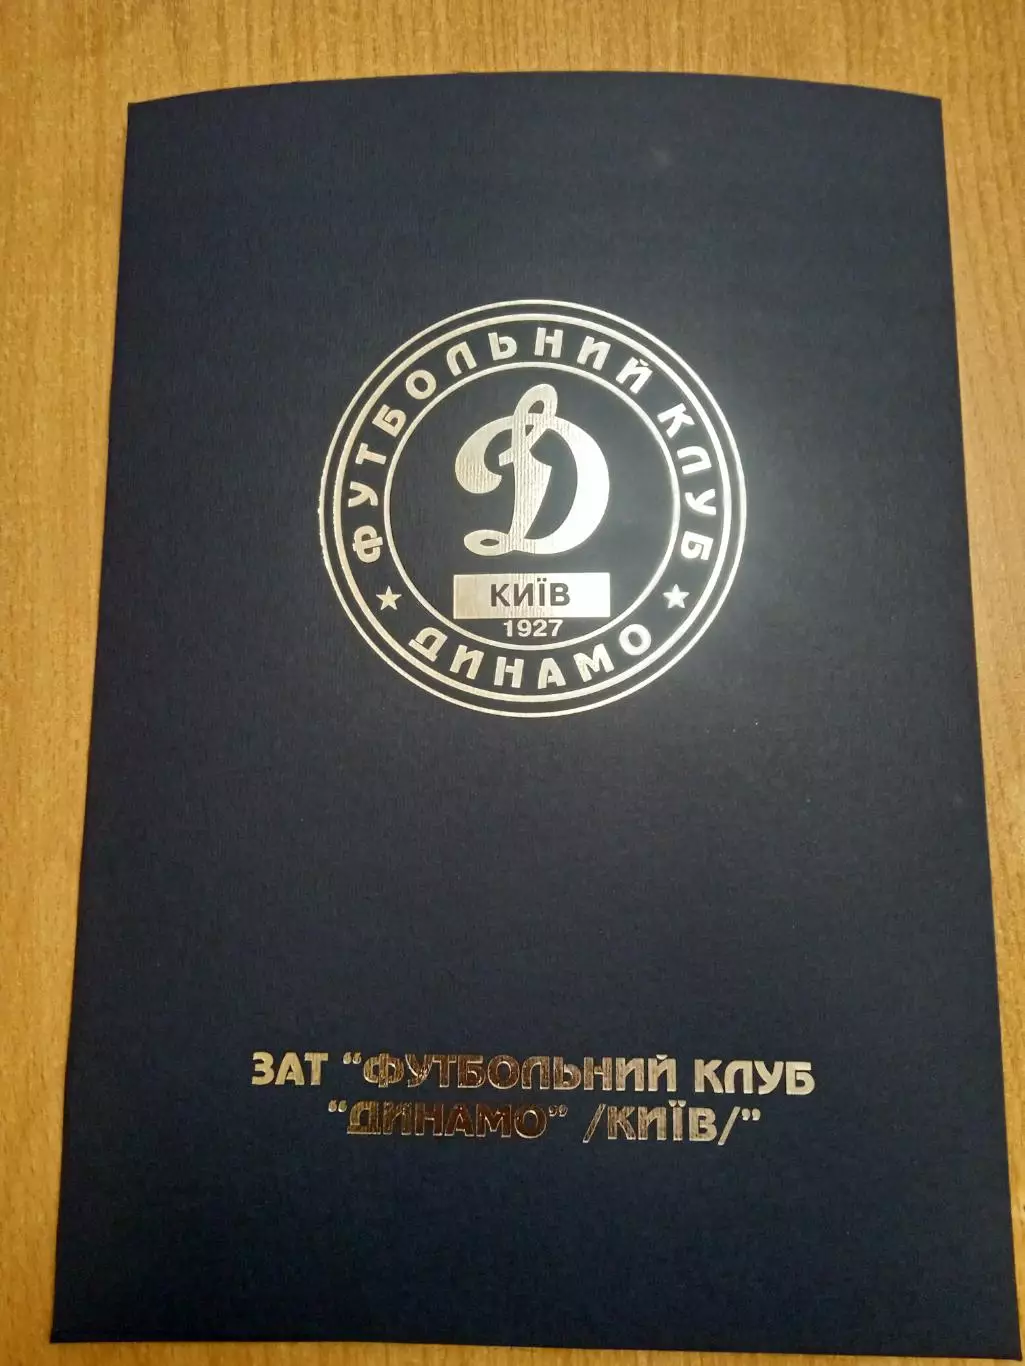 ФУТБОЛЬНИЙ КЛУБ
Д
КИЇВ
1927
ДИНАМО
ЗАТ “ФУТБОЛЬНИЙ КЛУБ
“ДИНАМО” /КИЇВ/”